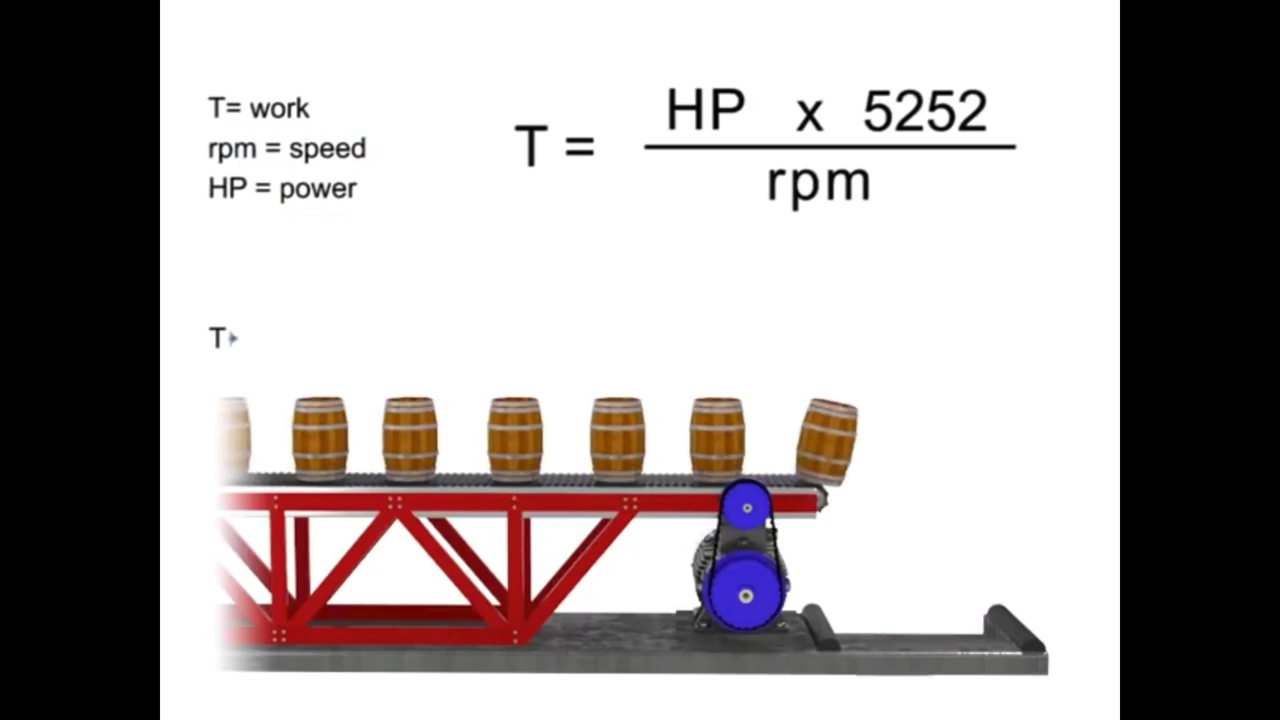 T= work
rpm = speed
HP = power
T = HP x 5252
rpm
T